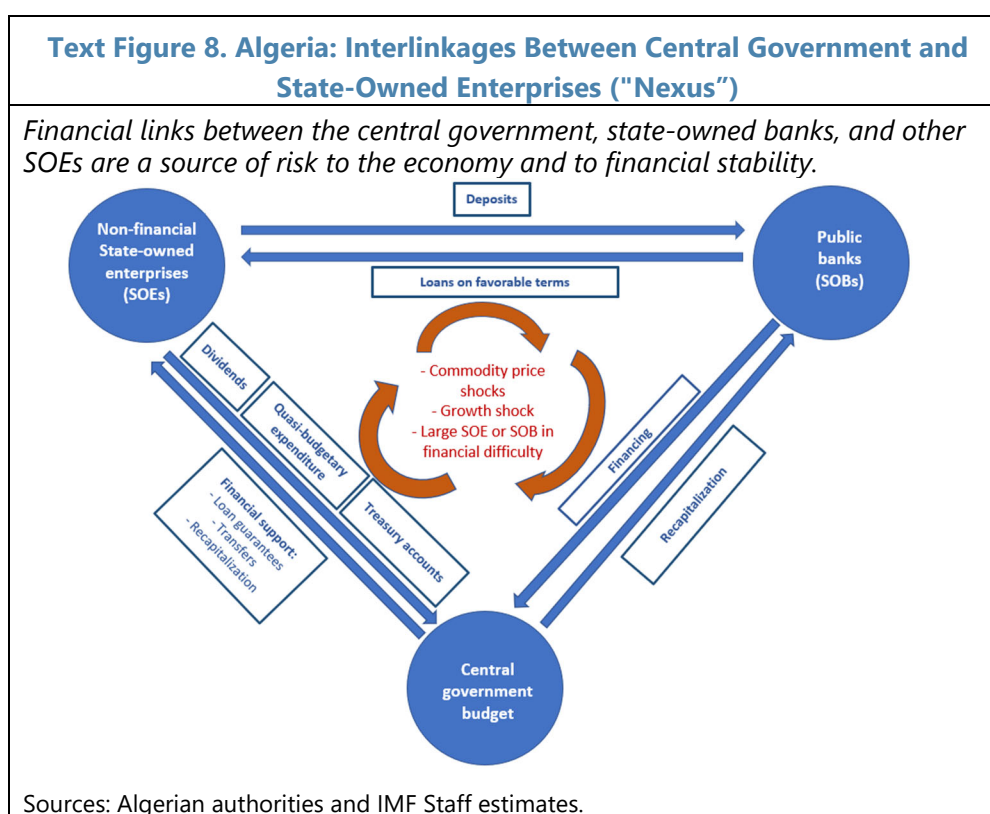 Text Figure 8. Algeria: Interlinkages Between Central Government and
State-Owned Enterprises ("Nexus”)
Financial links between the central government, state-owned banks, and other
SOEs are a source of risk to the economy and to financial stability.
Deposits
Non-financial
State-owned
enterprises
(SOEs)
Public
banks
(SOBs)
Loans on favorable terms
- Commodity price
shocks
- Growth shock
- Large SOE or SOB in
financial difficulty
Dividends
Quasi-budgetary
expenditure
Treasury accounts
Financial support:
- Loan guarantees
- Transfers
- Recapitalization
Financing
Recapitalization
Central
government
budget
Sources: Algerian authorities and IMF Staff estimates.